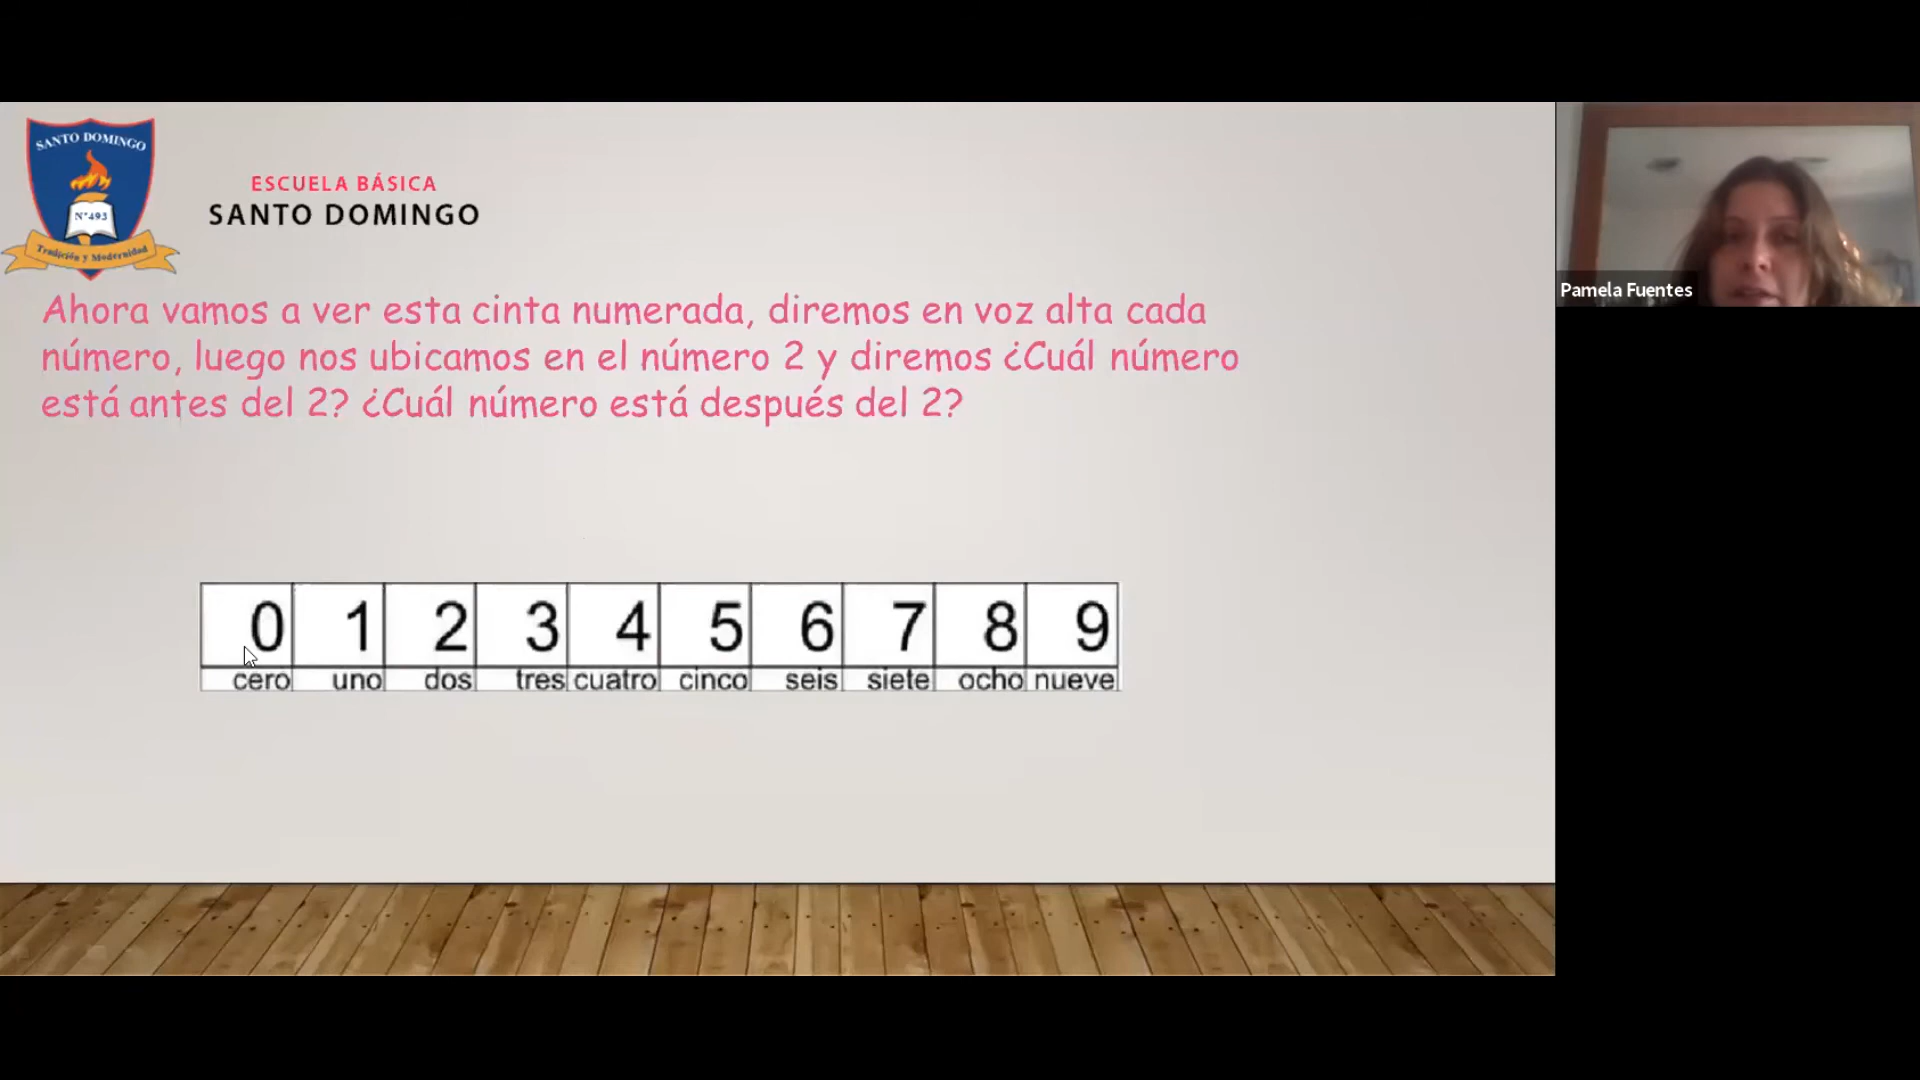 SANTO DOMINGO
N°493
Tradición y Modernidad
ESCUELA BÁSICA
SANTO DOMINGO
Ahora vamos a ver esta cinta numerada, diremos en voz alta cada
número, luego nos ubicamos en el número 2 y diremos ¿Cuál número
está antes del 2? ¿Cuál número está después del 2?
0 1 2 3 4 5 6 7 8 9
cero uno dos tres cuatro cinco seis siete ocho nueve
Pamela Fuentes